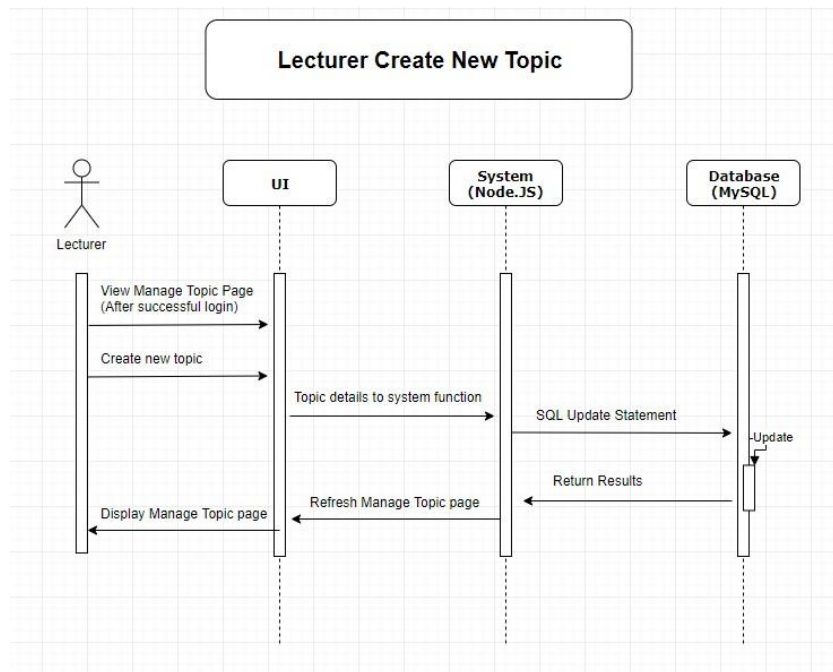 Lecturer Create New Topic
UI
System
(Node.JS)
Database
(MySQL)
Lecturer
View Manage Topic Page
(After successful login)
Create new topic
Topic details to system function
SQL Update Statement
-Update
Return Results
Refresh Manage Topic page
Display Manage Topic page